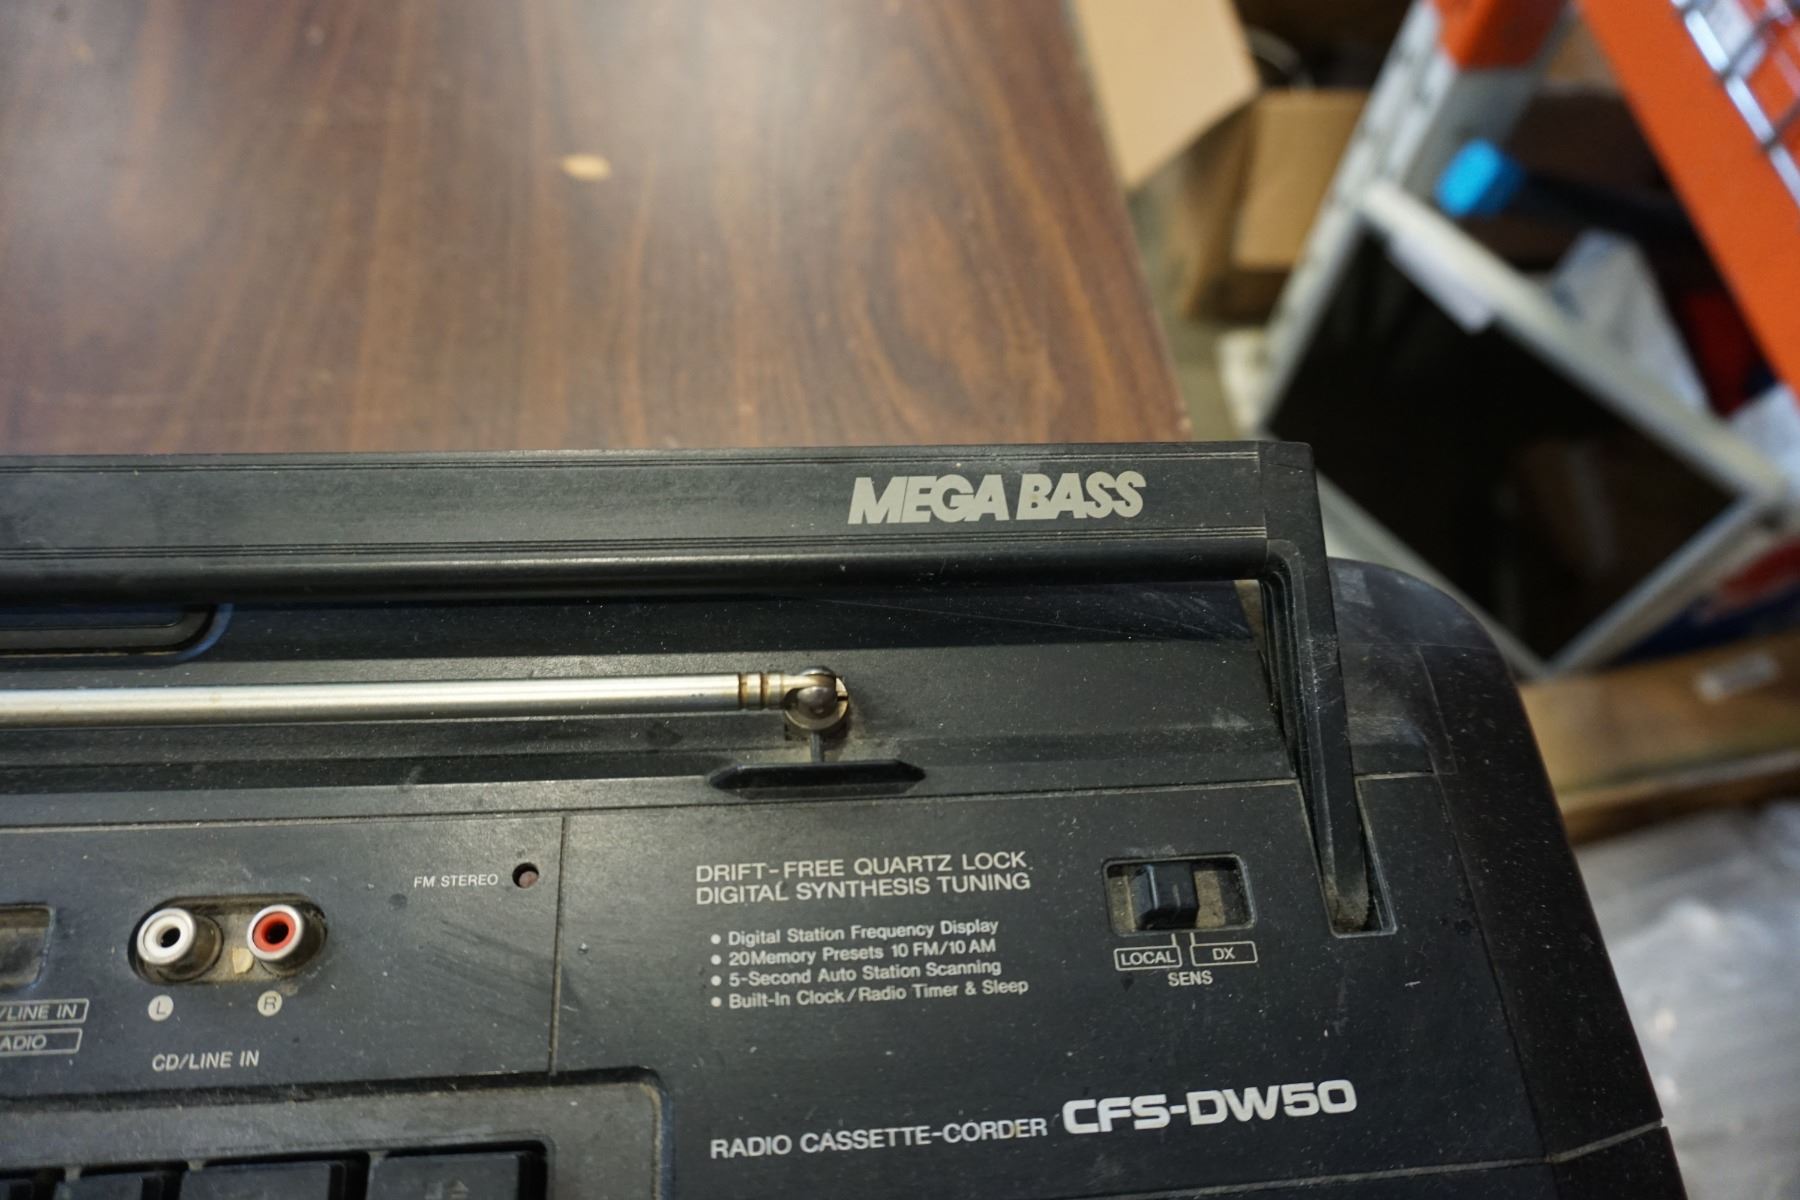 MEGA BASS
FM STEREO
DRIFT-FREE QUARTZ LOCK
DIGITAL SYNTHESIS TUNING
• Digital Station Frequency Display
• 20Memory Presets 10 FM/10 AM
• 5-Second Auto Station Scanning
• Built-In Clock/Radio Timer & Sleep
LOCAL DX
SENS
L R
/LINE IN
ADIO
CD/LINE IN
RADIO CASSETTE-CORDER CFS-DW50